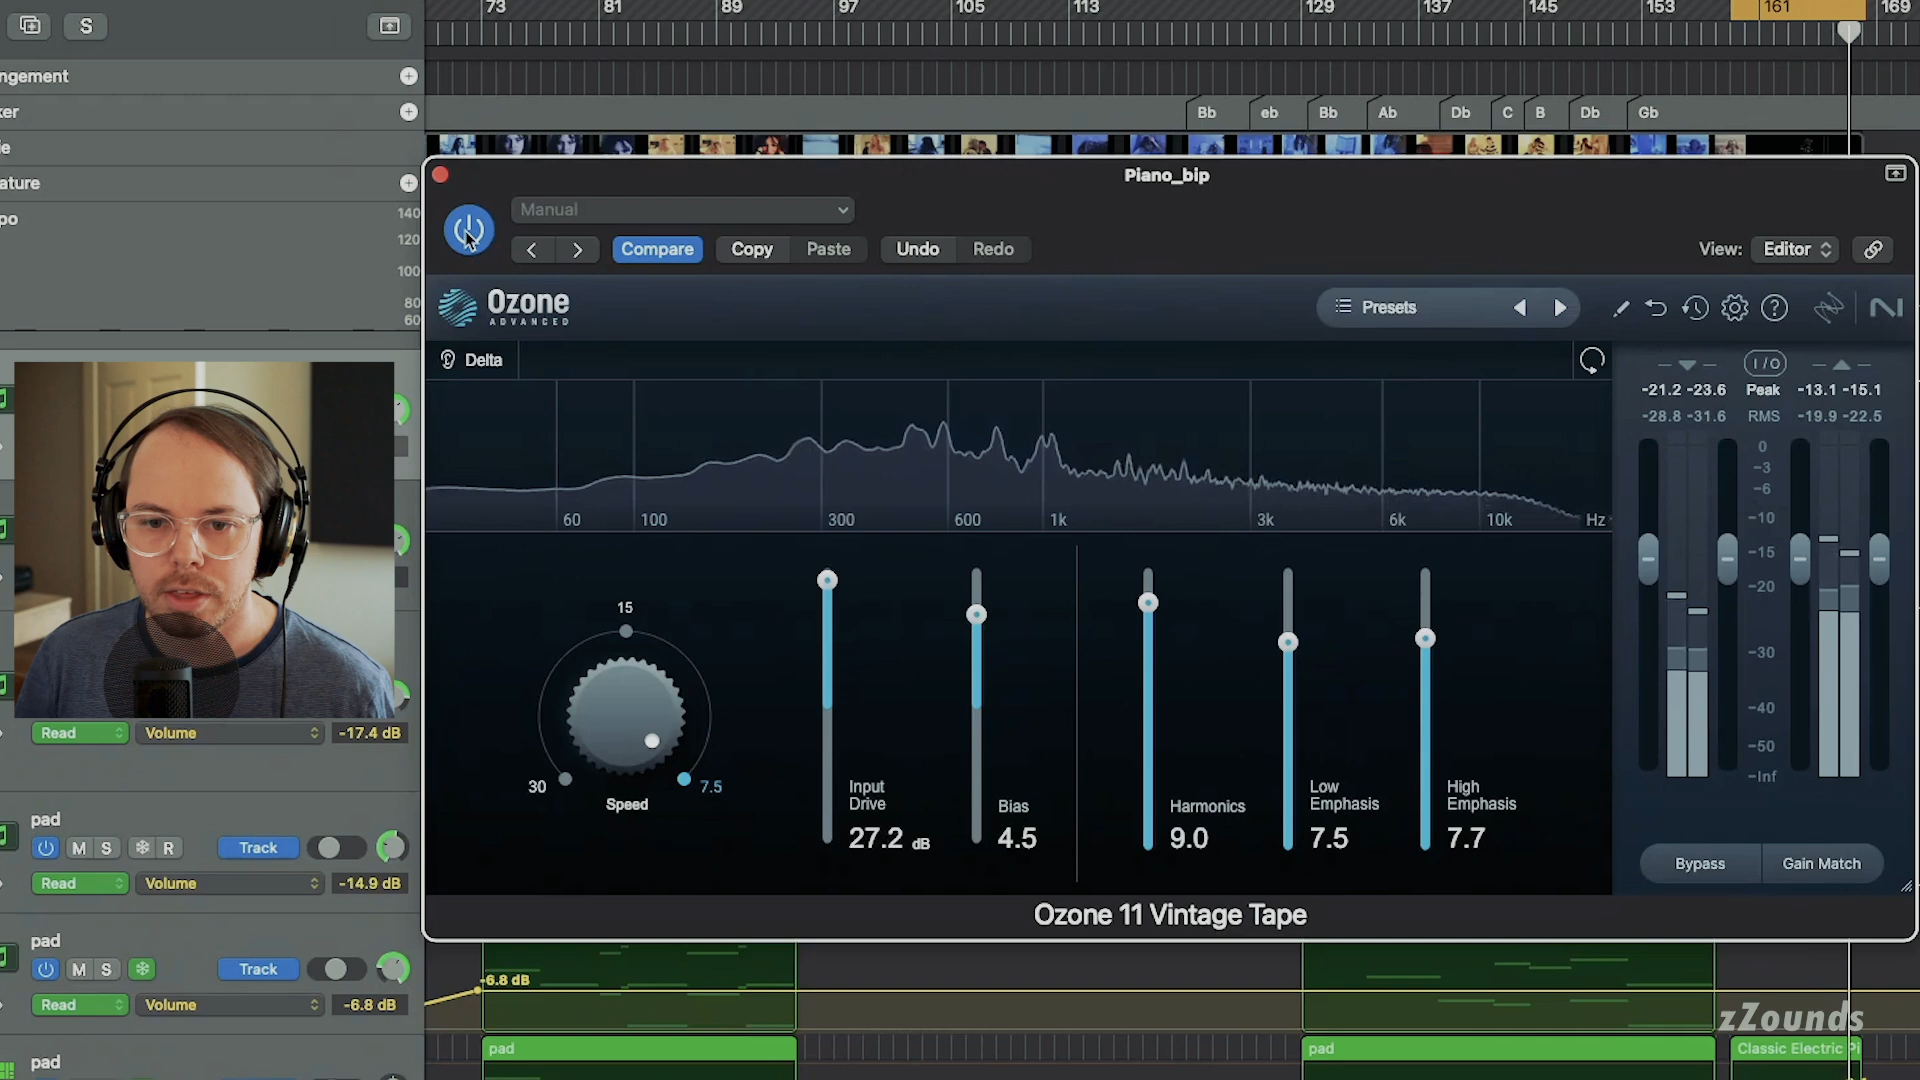 73 81 89 97 105 113 129 137 145 153 161 169
S
ngement
ker
Bb eb Bb Ab Db C B Db Gb
ie
ature
po
140
120
100
80
60
Piano_bip
Manual
Compare Copy Paste Undo Redo
View: Editor
Ozone
ADVANCED
Presets
Delta
I/O
-21.2 -23.6 Peak -13.1 -15.1
-28.8 -31.6 RMS -19.9 -22.5
60 100 300 600 1k 3k 6k 10k Hz
0
-3
-6
-10
-15
-20
-30
-40
-50
-Inf
15
30
7.5
Speed
Input
Drive
27.2 dB
Bias
4.5
Harmonics
9.0
Low
Emphasis
7.5
High
Emphasis
7.7
Bypass Gain Match
Ozone 11 Vintage Tape
Read Volume -17.4 dB
pad
M S R Track
Read Volume -14.9 dB
pad
M S Track
Read Volume -6.8 dB
pad
-6.8 dB
pad
pad
Classic Electric Pi
zZounds